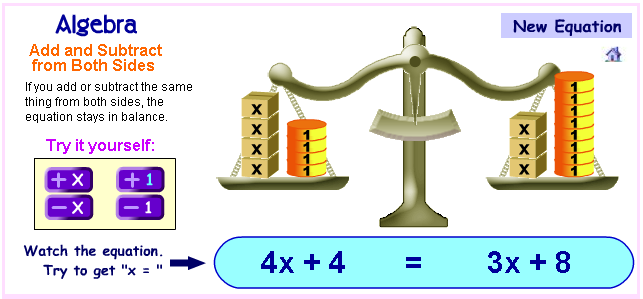 Algebra
Add and Subtract
from Both Sides
If you add or subtract the same
thing from both sides, the
equation stays in balance.
Try it yourself:
+ x + 1
− x − 1
Watch the equation.
Try to get "x = "
New Equation
x
x
x
x
1
1
1
1
x
x
x
1
1
1
1
1
1
1
1
4x + 4 = 3x + 8